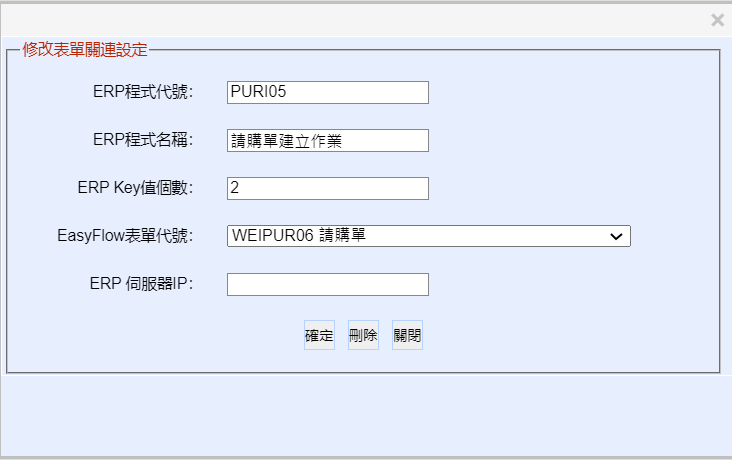 ×
修改表單關連設定
ERP程式代號: PURI05
ERP程式名稱: 請購單建立作業
ERP Key值個數: 2
EasyFlow表單代號: WEIPUR06 請購單
ERP 伺服器IP:
確定 刪除 關閉